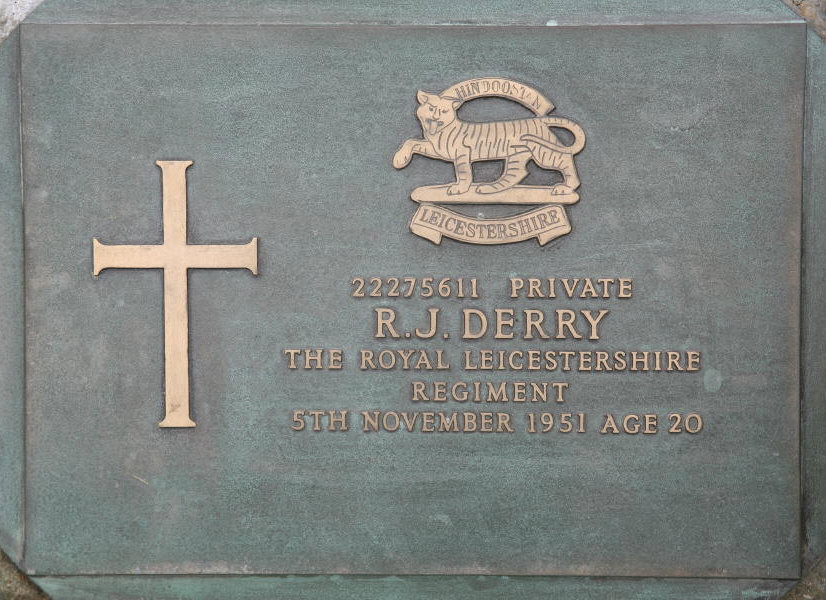 HINDOOSTAN
LEICESTERSHIRE
22275611 PRIVATE
R.J. DERRY
THE ROYAL LEICESTERSHIRE
REGIMENT
5TH NOVEMBER 1951 AGE 20